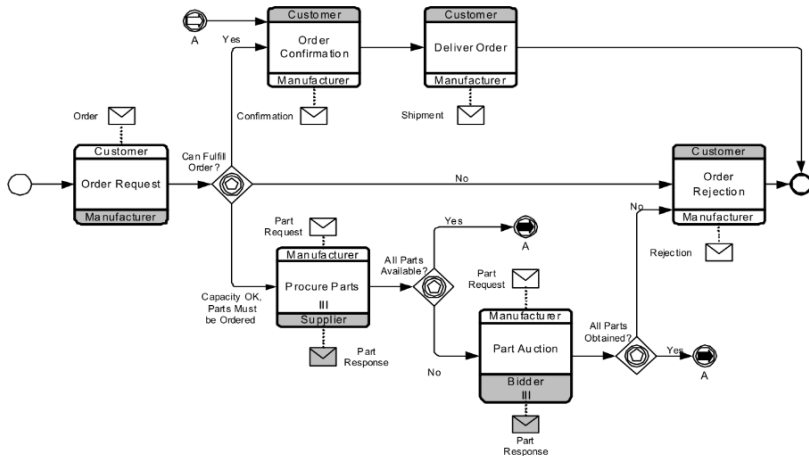 Customer
Order
Confirmation
Manufacturer
Customer
Deliver Order
Manufacturer
A
Yes
Confirmation
Shipment
Order
Customer
Order Request
Manufacturer
Can Fulfill
Order?
No
Customer
Order
Rejection
Manufacturer
Rejection
Capacity OK,
Parts Must
be Ordered
Part
Request
Manufacturer
Procure Parts
III
Supplier
Part
Response
All Parts
Available?
Yes
A
No
Part
Request
Manufacturer
Part Auction
Bidder
III
Part
Response
All Parts
Obtained?
No
Yes
A